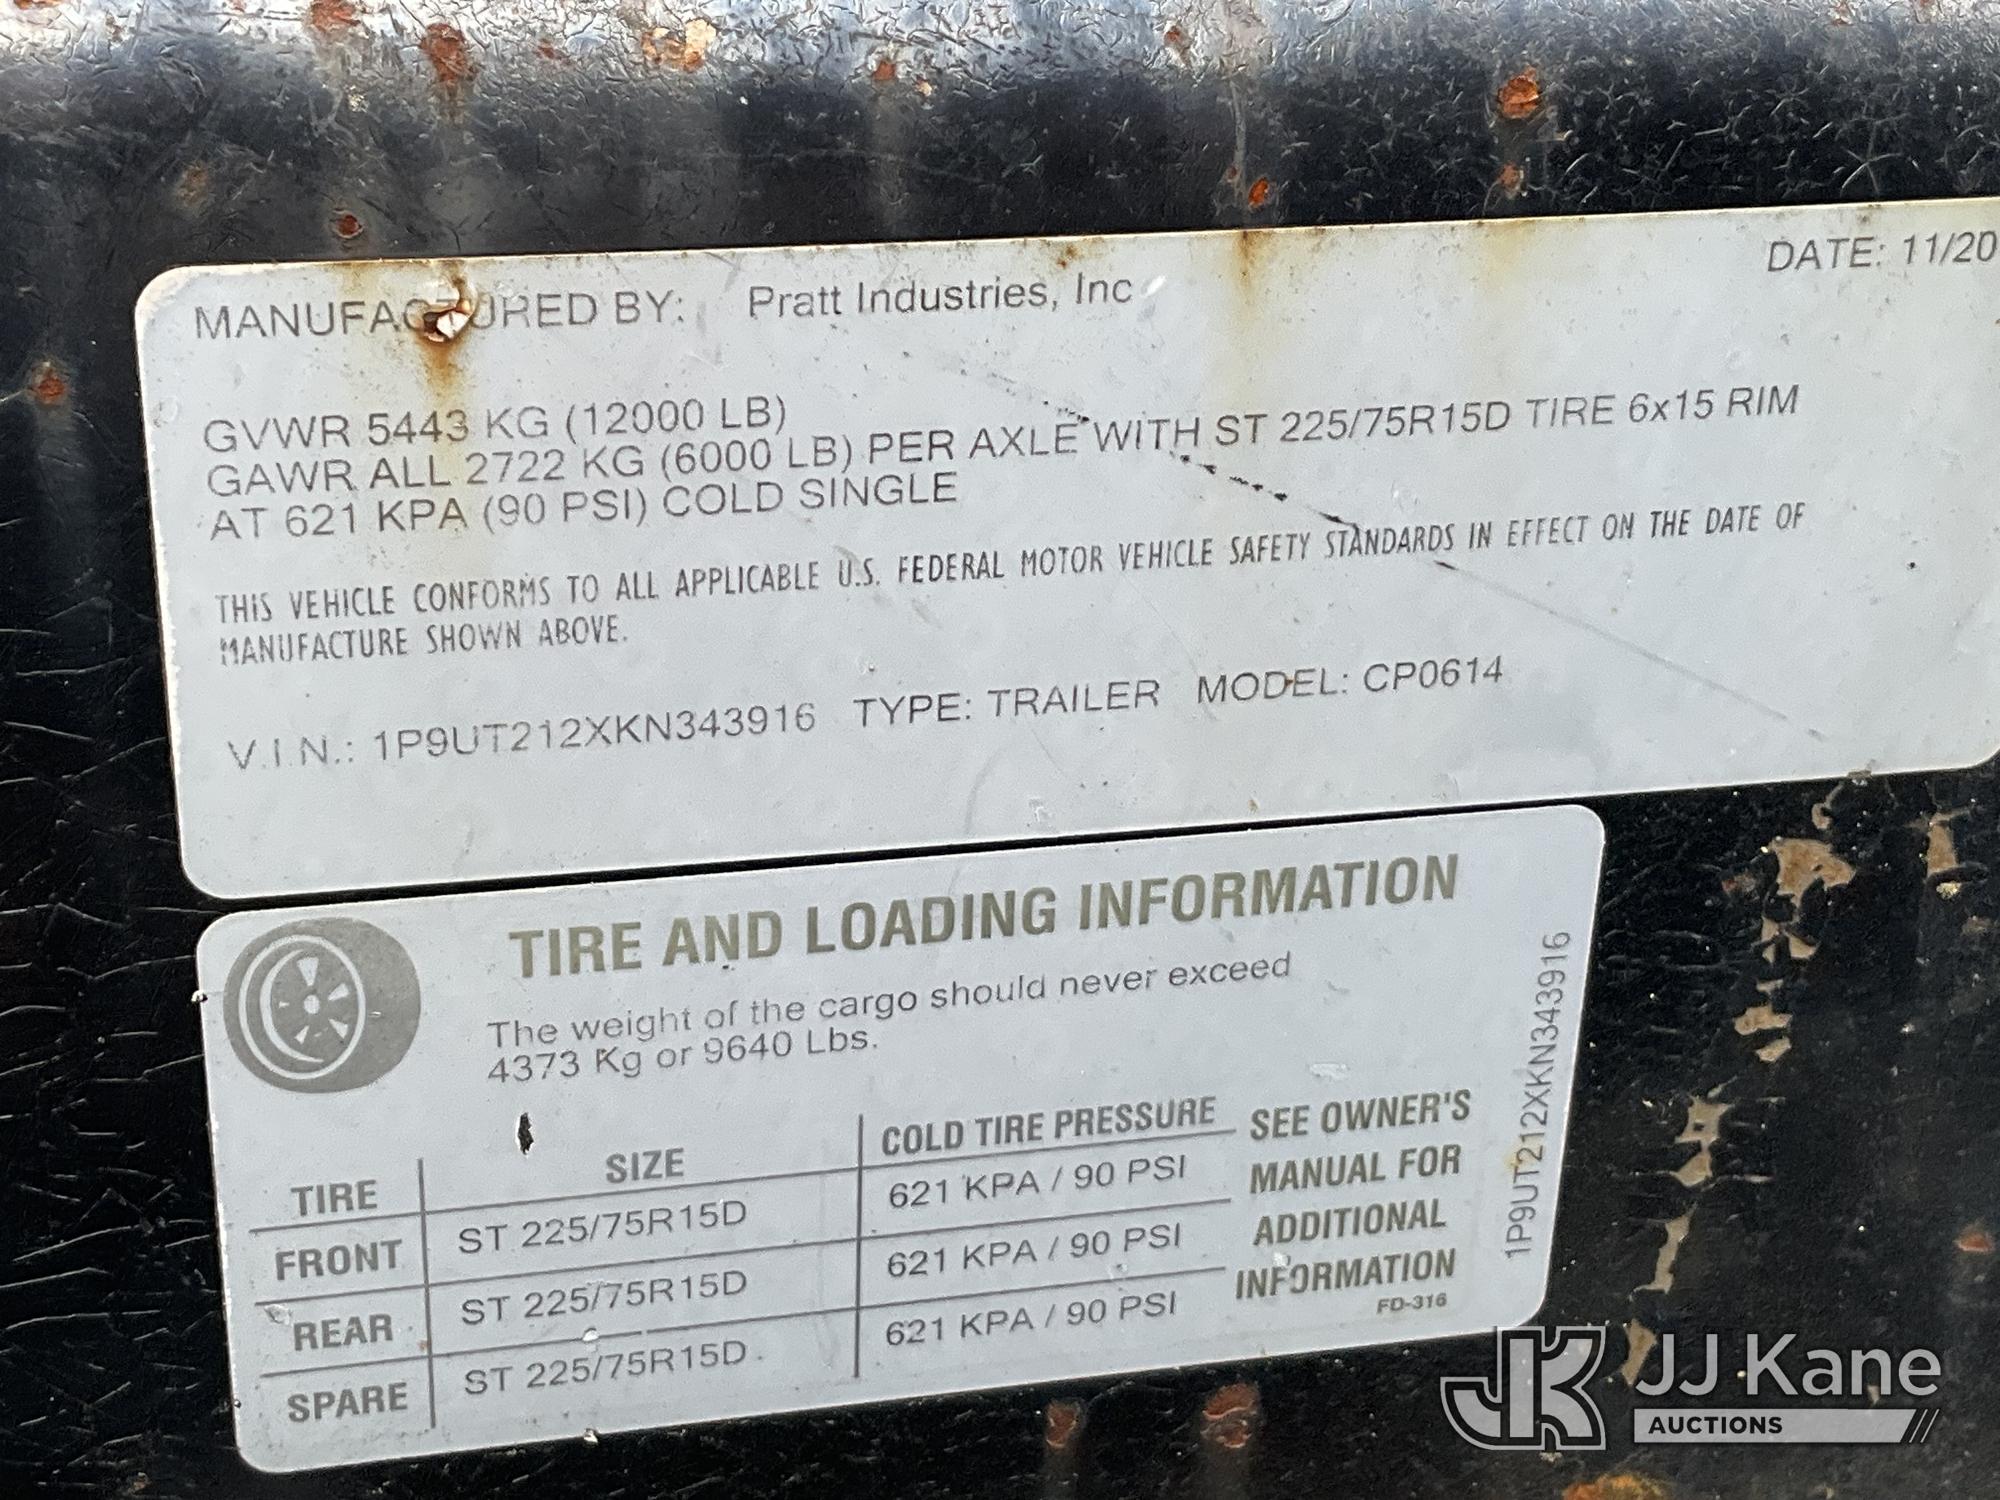 MANUFACTURED BY: Pratt Industries, Inc DATE: 11/20
GVWR 5443 KG (12000 LB)
GAWR ALL 2722 KG (6000 LB) PER AXLE WITH ST 225/75R15D TIRE 6x15 RIM
AT 621 KPA (90 PSI) COLD SINGLE
THIS VEHICLE CONFORMS TO ALL APPLICABLE U.S. FEDERAL MOTOR VEHICLE SAFETY STANDARDS IN EFFECT ON THE DATE OF
MANUFACTURE SHOWN ABOVE.
V.I.N.: 1P9UT212XKN343916 TYPE: TRAILER MODEL: CP0614
TIRE AND LOADING INFORMATION
The weight of the cargo should never exceed
4373 Kg or 9640 Lbs.
TIRE SIZE COLD TIRE PRESSURE
FRONT ST 225/75R15D 621 KPA / 90 PSI
REAR ST 225/75R15D 621 KPA / 90 PSI
SPARE ST 225/75R15D 621 KPA / 90 PSI
SEE OWNER'S
MANUAL FOR
ADDITIONAL
INFORMATION
FD-316
1P9UT212XKN343916
JK JJ Kane
AUCTIONS